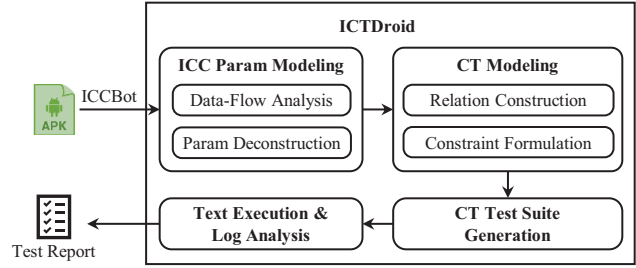 ICTDroid
ICC Param Modeling
Data-Flow Analysis
Param Deconstruction
CT Modeling
Relation Construction
Constraint Formulation
ICCBot
APK
Text Execution &
Log Analysis
CT Test Suite
Generation
Test Report